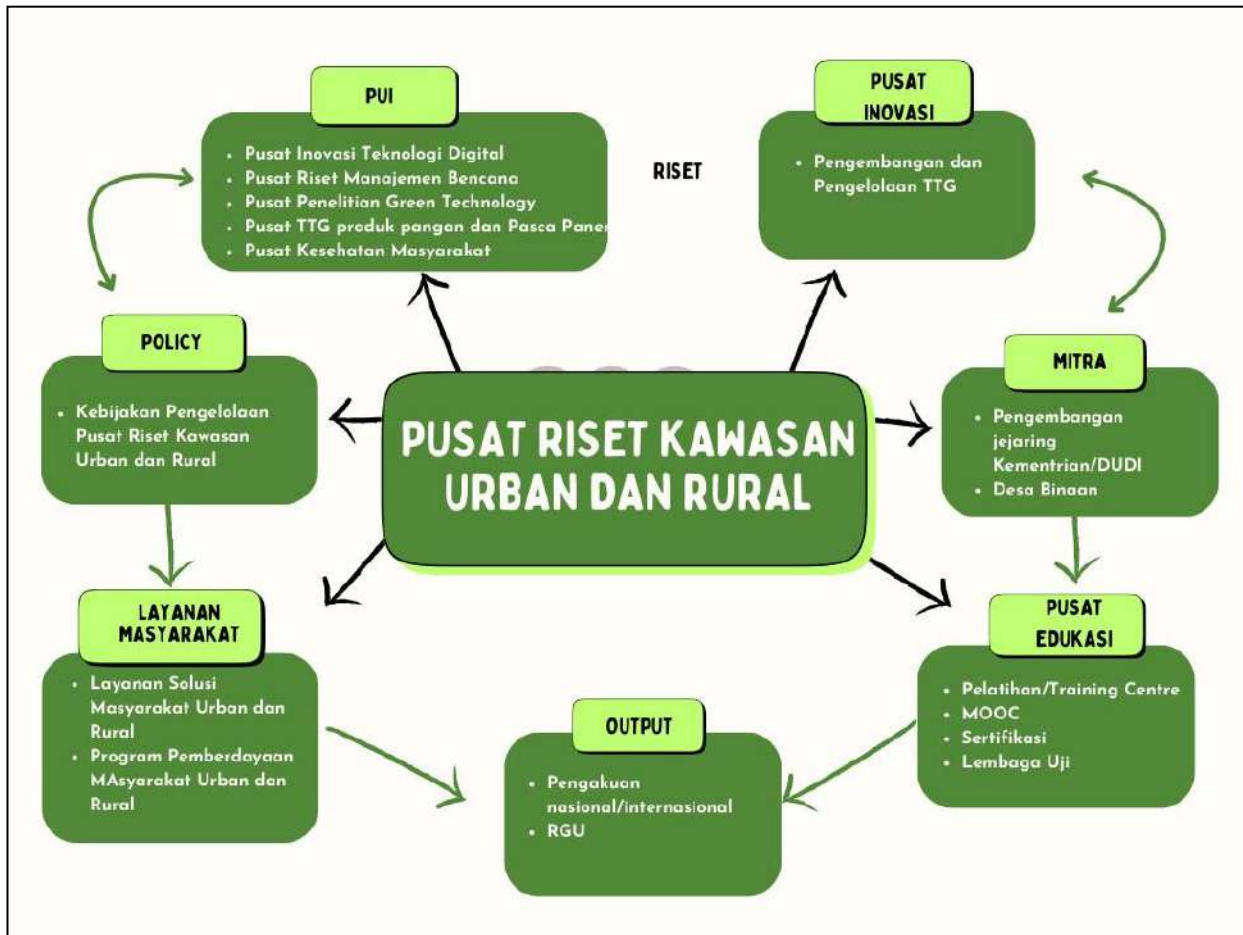 PUI
• Pusat Inovasi Teknologi Digital
• Pusat Riset Manajemen Bencana
• Pusat Penelitian Green Technology
• Pusat TTG produk pangan dan Pasca Panen
• Pusat Kesehatan Masyarakat
RISET
PUSAT
INOVASI
• Pengembangan dan
Pengelolaan TTG
POLICY
• Kebijakan Pengelolaan
Pusat Riset Kawasan
Urban dan Rural
PUSAT RISET KAWASAN
URBAN DAN RURAL
MITRA
• Pengembangan
jejaring
Kementrian/DUDI
• Desa Binaan
LAYANAN
MASYARAKAT
• Layanan Solusi
Masyarakat Urban dan
Rural
• Program Pemberdayaan
MAsyarakat Urban dan
Rural
OUTPUT
• Pengakuan
nasional/internasional
• RGU
PUSAT
EDUKASI
• Pelatihan/Training Centre
• MOOC
• Sertifikasi
• Lembaga Uji